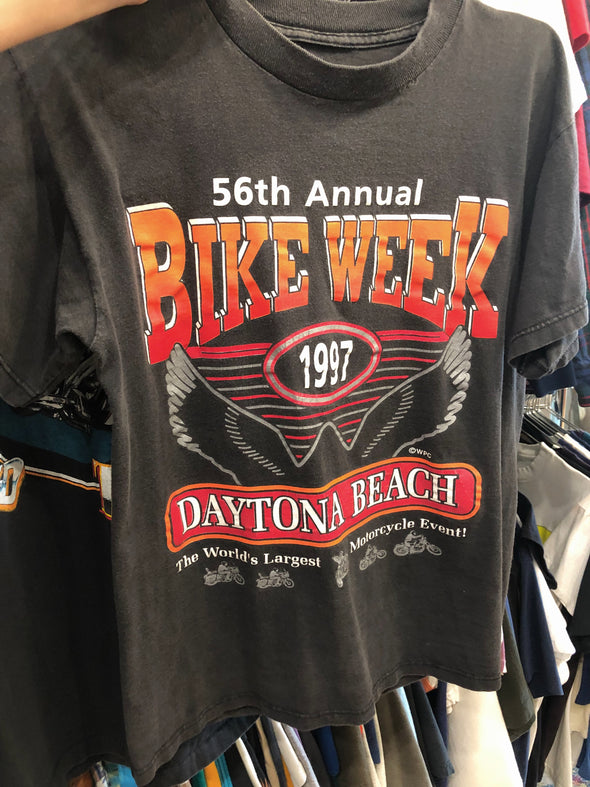 56th Annual
BIKE WEEK
1997
©WPC
DAYTONA BEACH
The World's Largest Motorcycle Event!